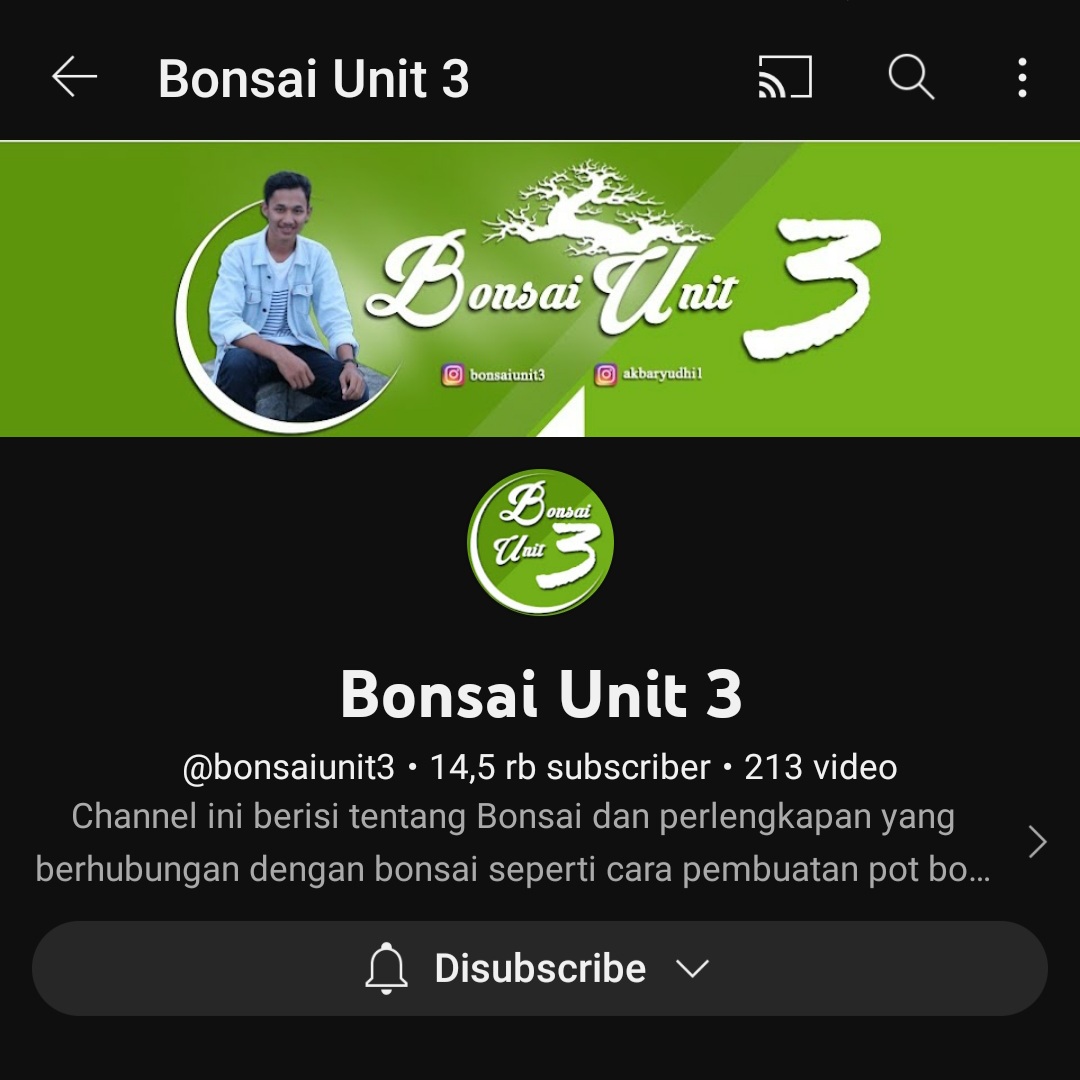 Bonsai Unit 3
Bonsai Unit 3
bonsaiunit3 akbaryudhi1
Bonsai
Unit 3
Bonsai Unit 3
@bonsaiunit3 • 14,5 rb subscriber • 213 video
Channel ini berisi tentang Bonsai dan perlengkapan yang
berhubungan dengan bonsai seperti cara pembuatan pot bo...
Disubscribe